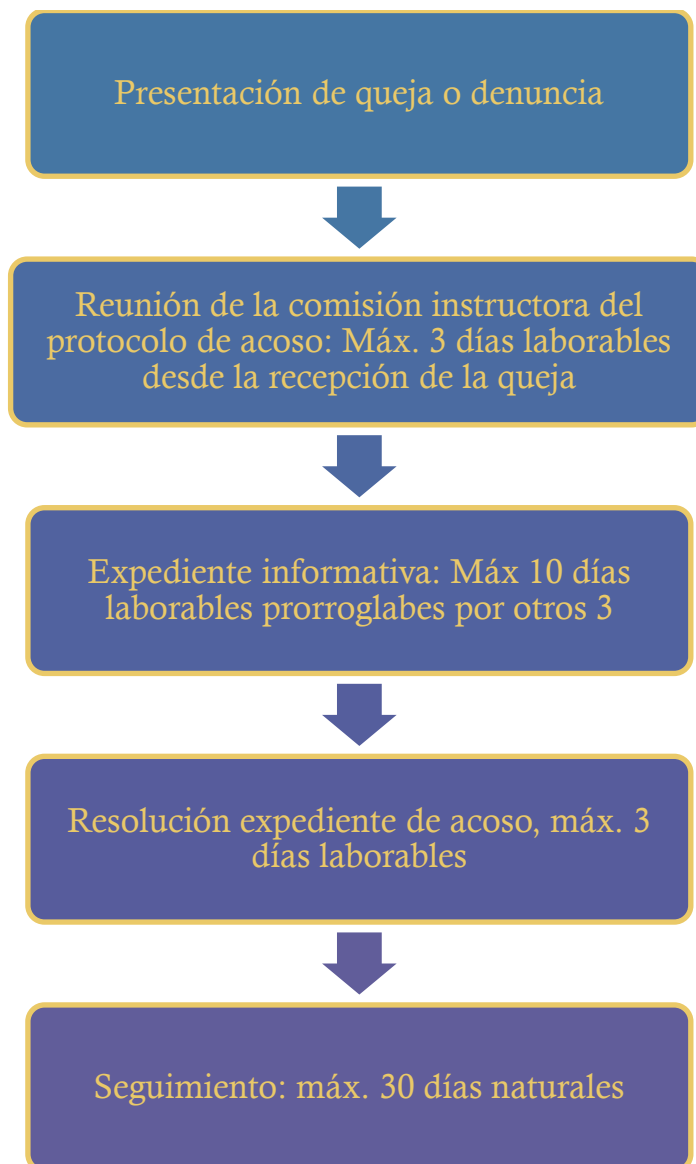 Presentación de queja o denuncia
Reunión de la comisión instructora del
protocolo de acoso: Máx. 3 días laborables
desde la recepción de la queja
Expediente informativa: Máx 10 días
laborables prorroglabes por otros 3
Resolución expediente de acoso, máx. 3
días laborables
Seguimiento: máx. 30 días naturales